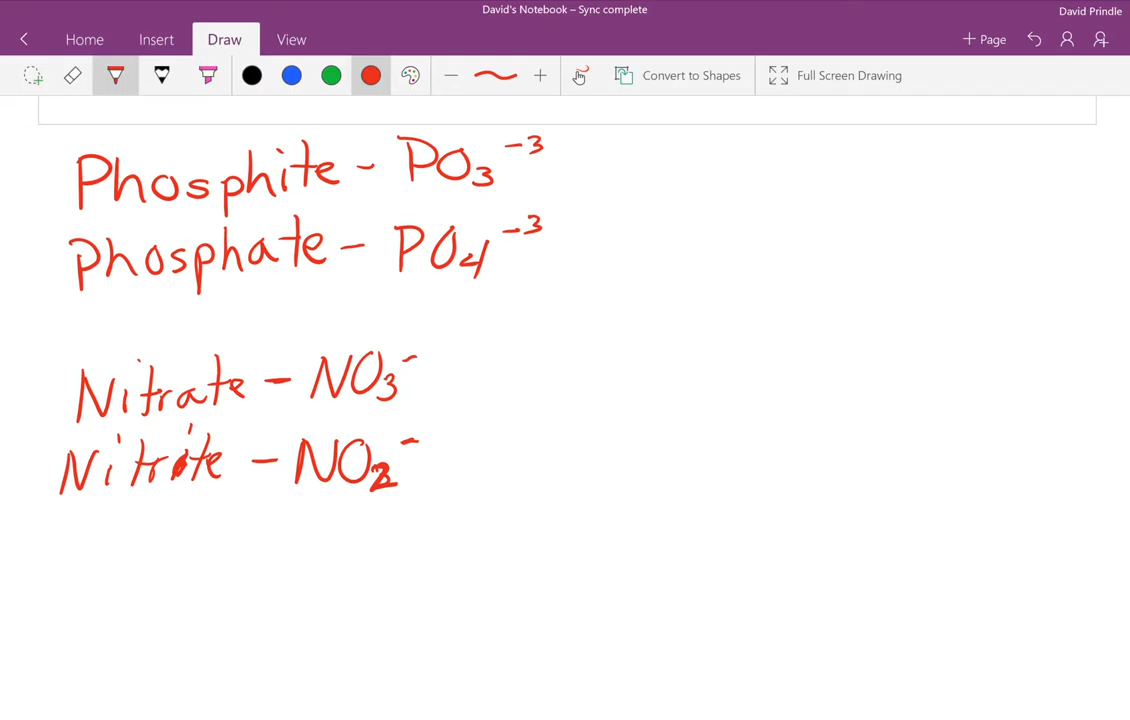 David's Notebook – Sync complete
David Prindle
Home Insert Draw View + Page
Convert to Shapes Full Screen Drawing
Phosphite - PO₃⁻³
Phosphate - PO₄⁻³
Nitrate - NO₃⁻
Nitrite - NO₂⁻